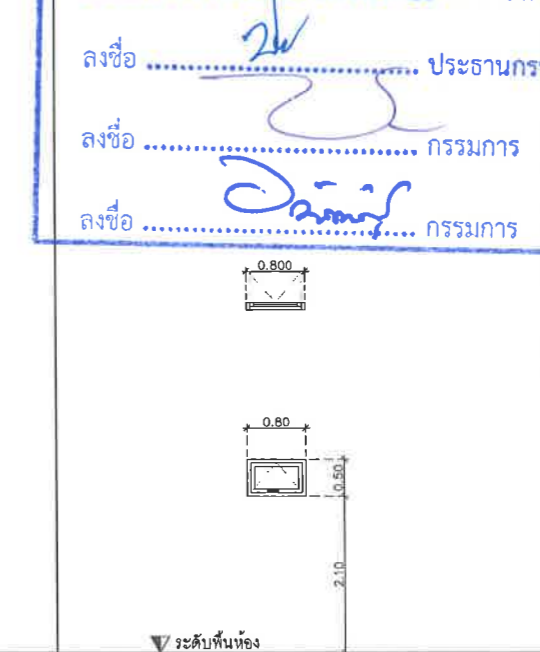 ลงชื่อ ........................................ ประธานกร
ลงชื่อ ........................................ กรรมการ
ลงชื่อ ........................................ กรรมการ
0.800
0.80
0.50
2.10
ระดับพื้นห้อง